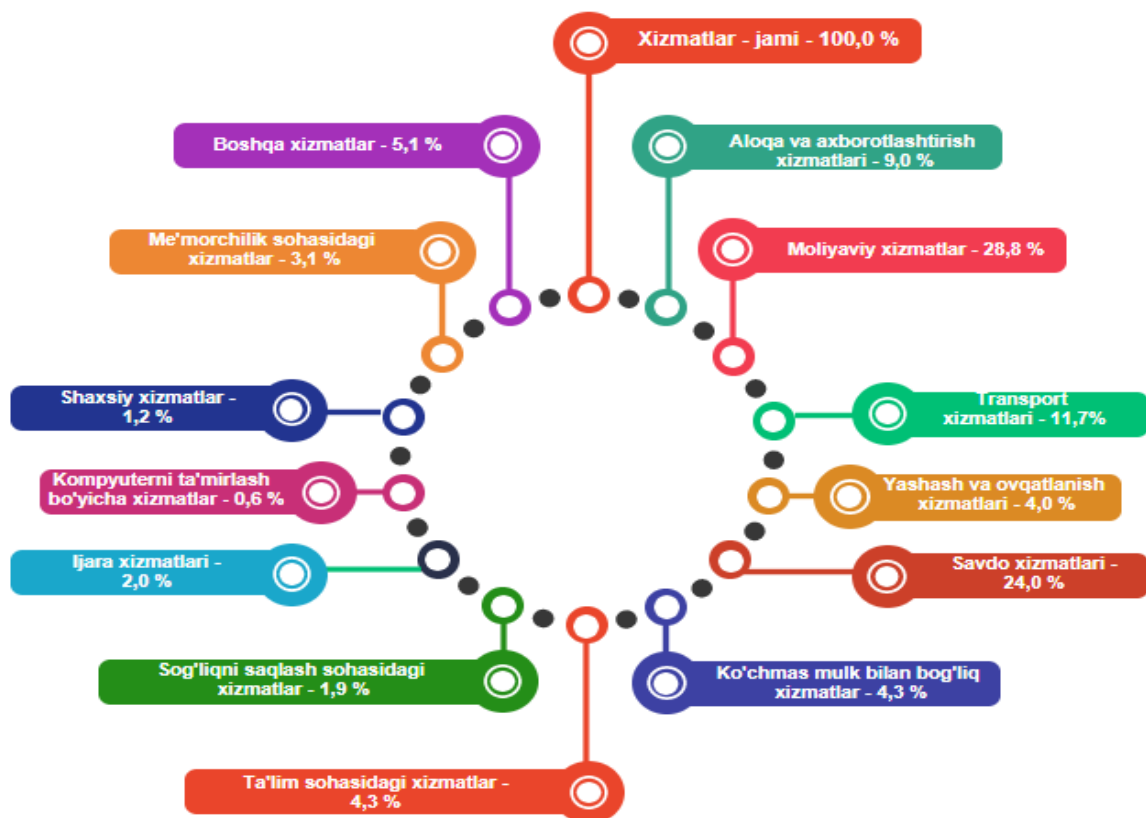 Xizmatlar - jami - 100,0 %
Boshqa xizmatlar - 5,1 %
Aloqa va axborotlashtirish
xizmatlari - 9,0 %
Me'morchilik sohasidagi
xizmatlar - 3,1 %
Moliyaviy xizmatlar - 28,8 %
Shaxsiy xizmatlar -
1,2 %
Transport
xizmatlari - 11,7%
Kompyuterni ta'mirlash
bo'yicha xizmatlar - 0,6 %
Yashash va ovqatlanish
xizmatlari - 4,0 %
Ijara xizmatlari -
2,0 %
Savdo xizmatlari -
24,0 %
Sog'liqni saqlash sohasidagi
xizmatlar - 1,9 %
Ko'chmas mulk bilan bog'liq
xizmatlar - 4,3 %
Ta'lim sohasidagi xizmatlar -
4,3 %